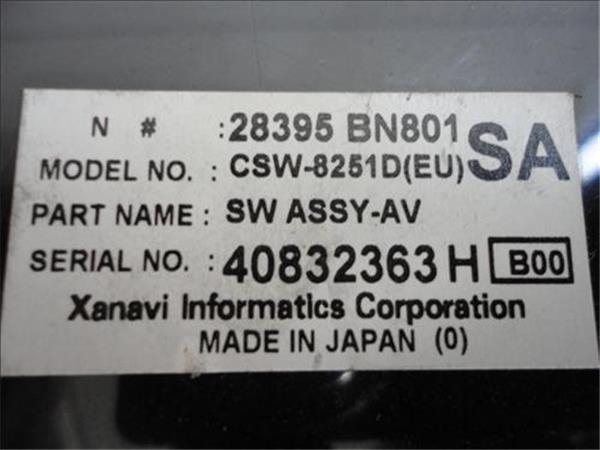 N # : 28395 BN801 SA
MODEL NO. : CSW-8251D(EU)
PART NAME : SW ASSY-AV
SERIAL NO. : 40832363 H B00
Xanavi Informatics Corporation
MADE IN JAPAN (0)